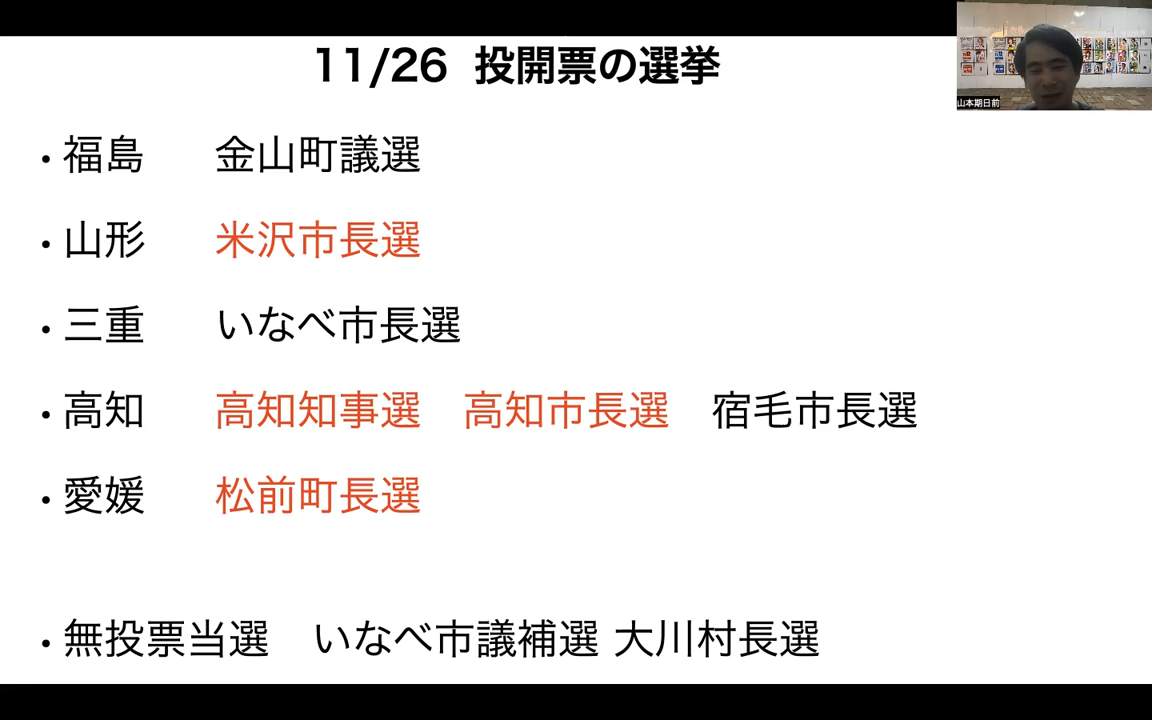 11/26 投開票の選挙
山本期日前
・福島 金山町議選
・山形 米沢市長選
・三重 いなべ市長選
・高知 高知知事選 高知市長選 宿毛市長選
・愛媛 松前町長選
・無投票当選 いなべ市議補選 大川村長選